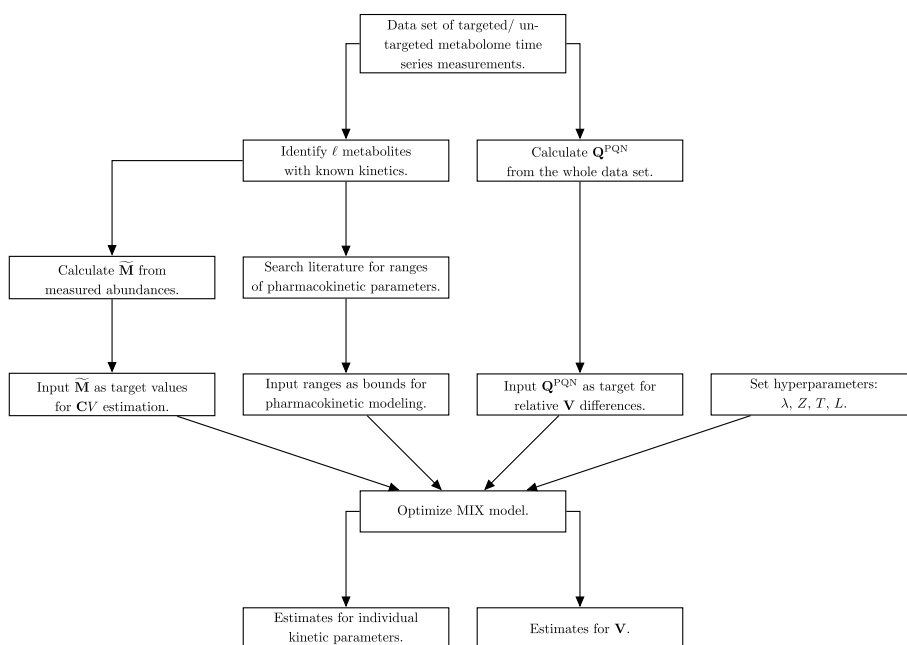 Data set of targeted/ un-
targeted metabolome time
series measurements.
Identify ℓ metabolites
with known kinetics.
Calculate Q^PQN
from the whole data set.
Calculate M̃ from
measured abundances.
Search literature for ranges
of pharmacokinetic parameters.
Input M̃ as target values
for CV estimation.
Input ranges as bounds for
pharmacokinetic modeling.
Input Q^PQN as target for
relative V differences.
Set hyperparameters:
λ, Z, T, L.
Optimize MIX model.
Estimates for individual
kinetic parameters.
Estimates for V.